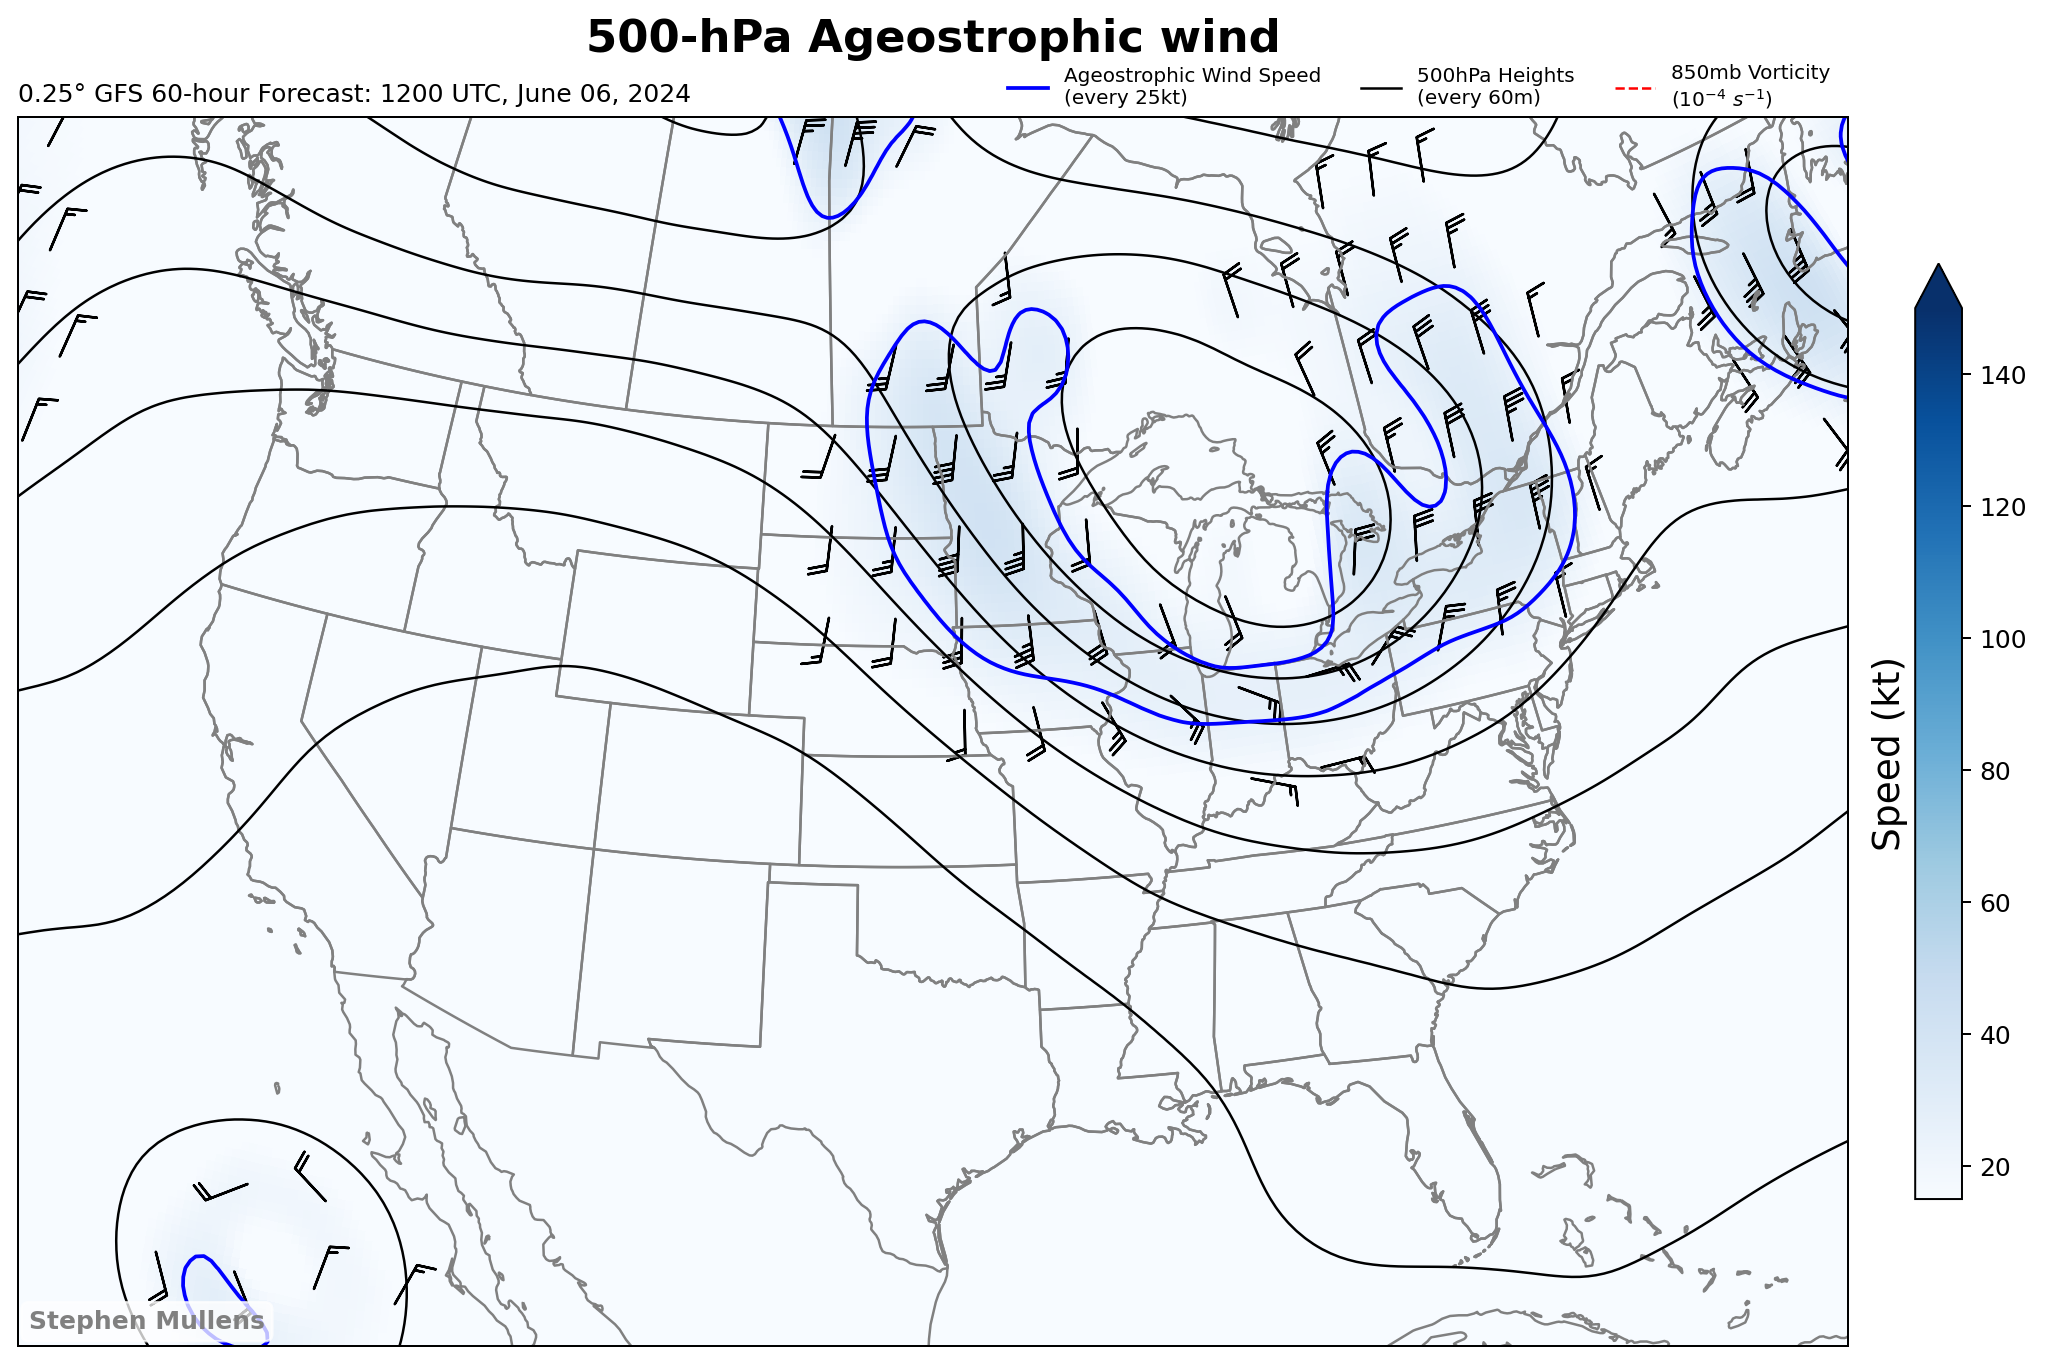 500-hPa Ageostrophic wind
0.25° GFS 60-hour Forecast: 1200 UTC, June 06, 2024
Ageostrophic Wind Speed
(every 25kt)
500hPa Heights
(every 60m)
850mb Vorticity
(10⁻⁴ s⁻¹)
140
120
100
80
60
40
20
Speed (kt)
Stephen Mullens